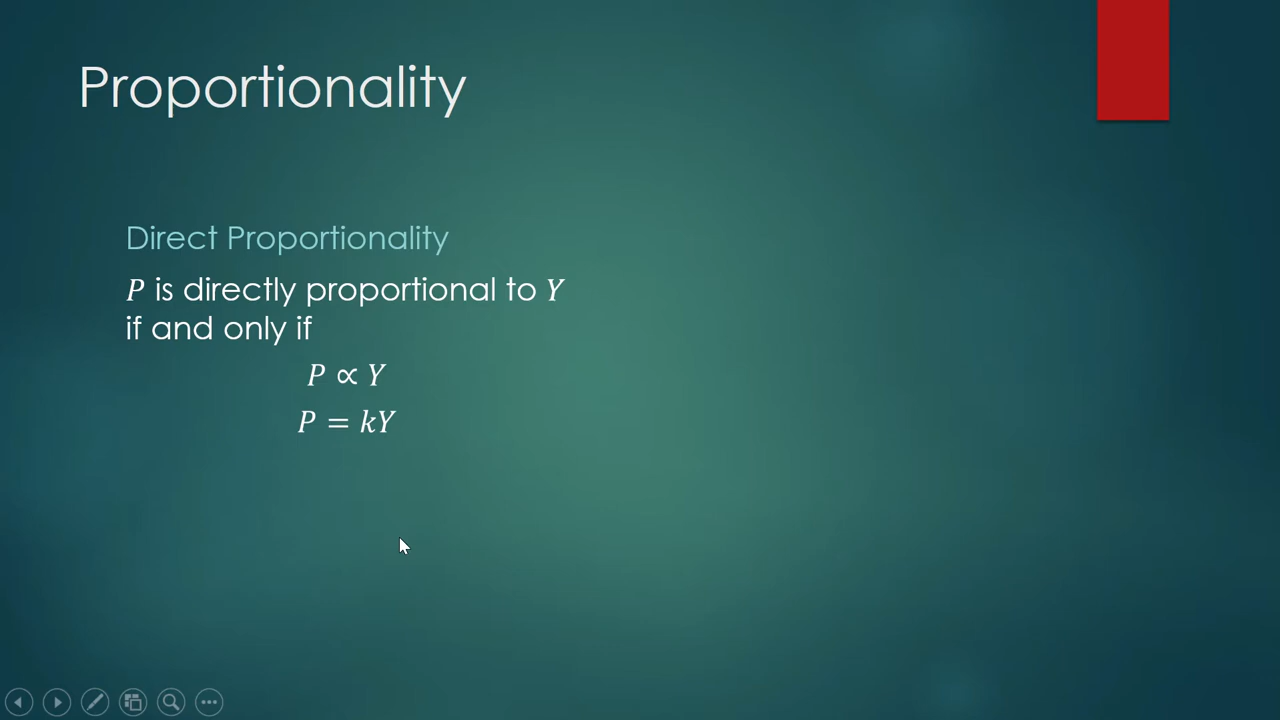 Proportionality
Direct Proportionality
𝑃 is directly proportional to 𝑌
if and only if
𝑃 ∝ 𝑌
𝑃 = 𝑘𝑌